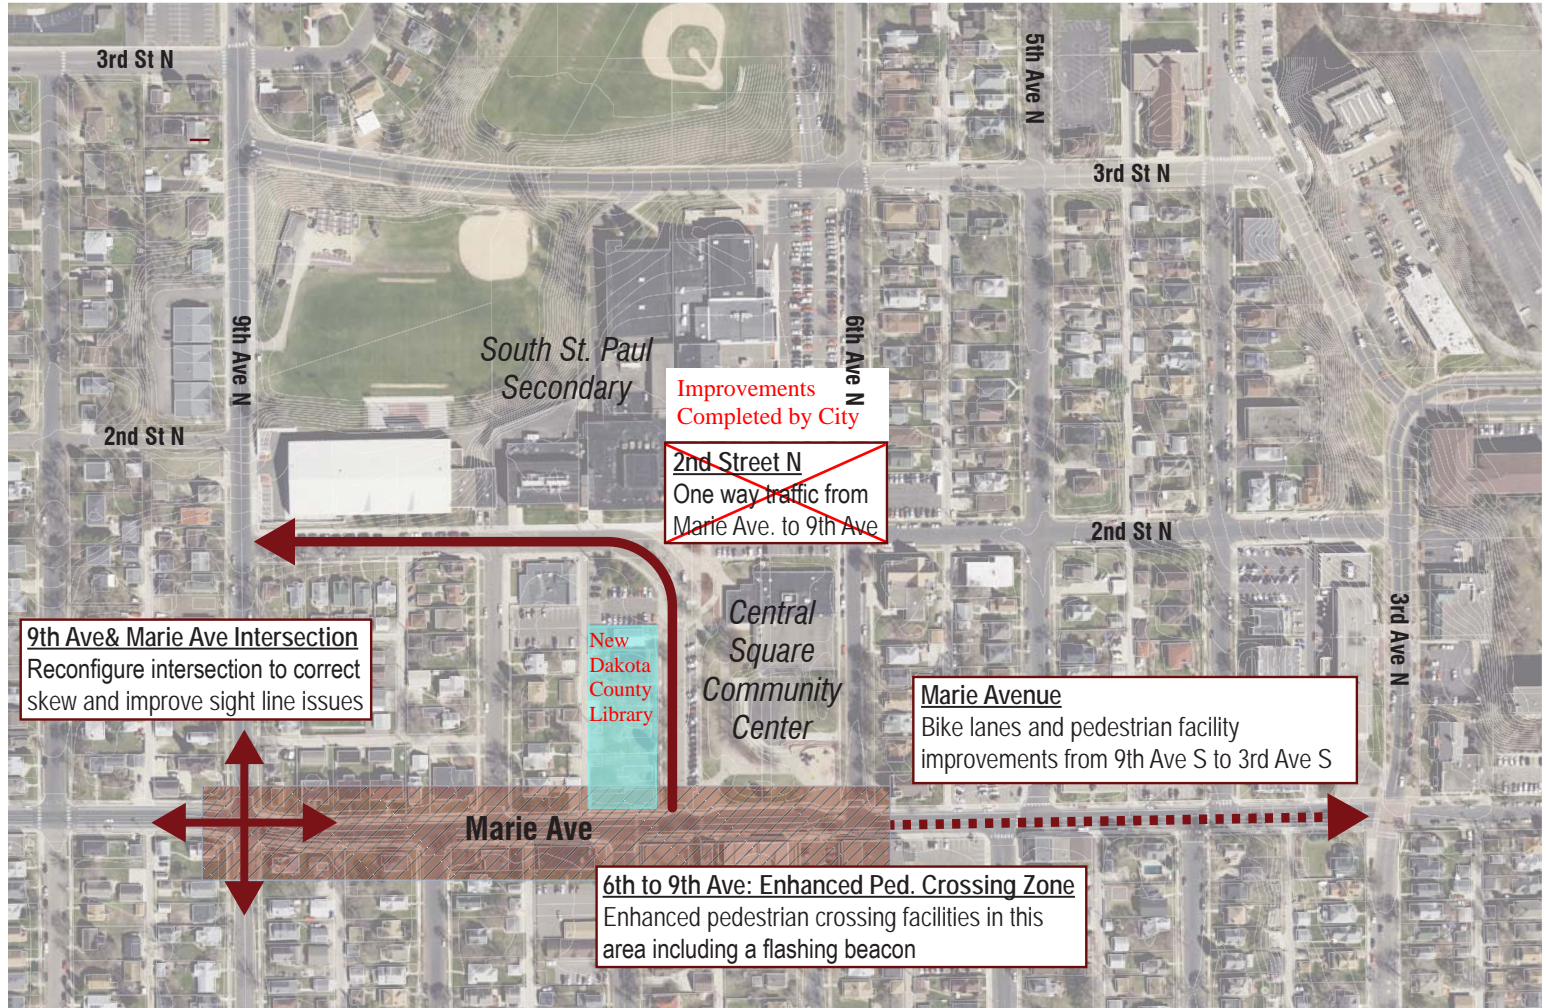 3rd St N
5th Ave N
3rd St N
9th Ave N
6th Ave N
South St. Paul
Secondary
Improvements
Completed by City
2nd St N
2nd Street N
One way traffic from
Marie Ave. to 9th Ave
2nd St N
3rd Ave N
Central
Square
Community
Center
New
Dakota
County
Library
9th Ave& Marie Ave Intersection
Reconfigure intersection to correct
skew and improve sight line issues
Marie Avenue
Bike lanes and pedestrian facility
improvements from 9th Ave S to 3rd Ave S
Marie Ave
6th to 9th Ave: Enhanced Ped. Crossing Zone
Enhanced pedestrian crossing facilities in this
area including a flashing beacon